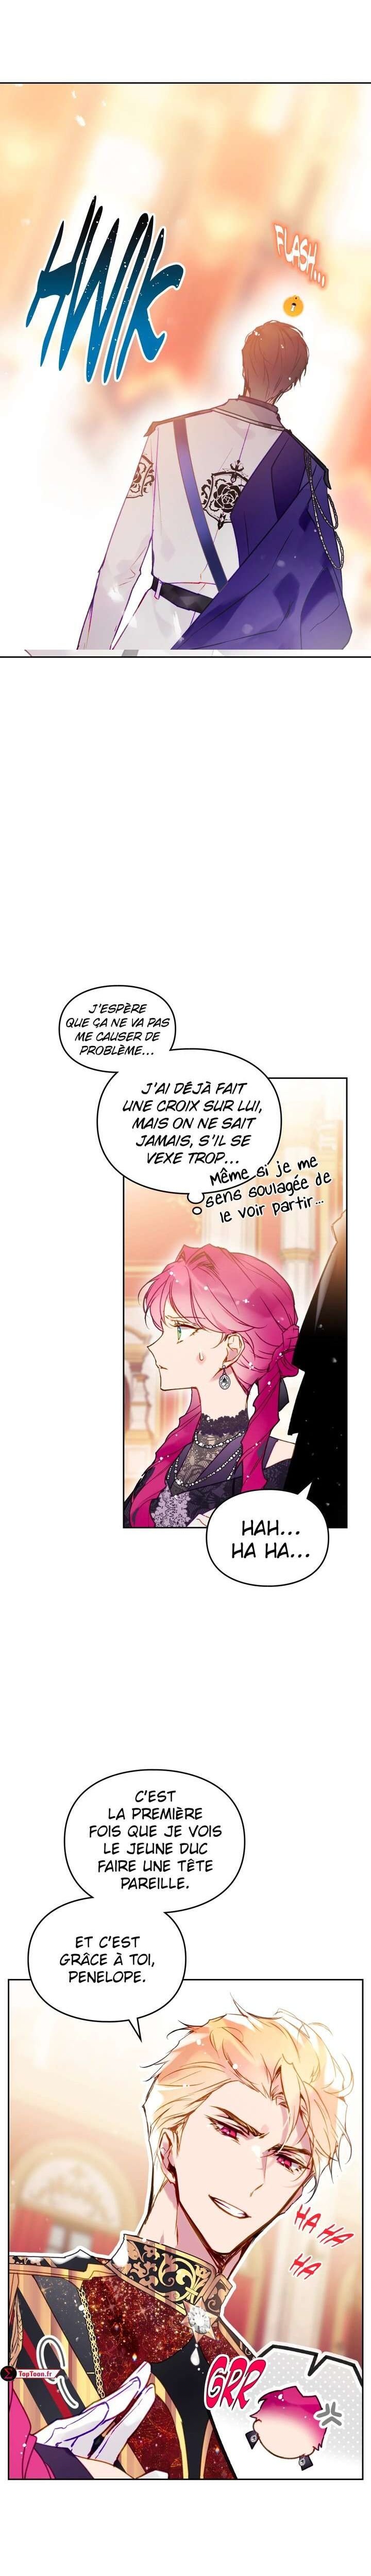 FLASH...
HWIK
J'ESPÈRE
QUE ÇA NE VA PAS
ME CAUSER DE
PROBLÈME...
J'AI DÉJÀ FAIT
UNE CROIX SUR LUI,
MAIS ON NE SAIT
JAMAIS, S'IL SE
VEXE TROP...
Même si je me
sens soulagée de
le voir partir...
HAH...
HA HA...
C'EST
LA PREMIÈRE
FOIS QUE JE VOIS
LE JEUNE DUC
FAIRE UNE TÊTE
PAREILLE.
ET C'EST
GRÂCE À TOI,
PENELOPE.
HA HA
HA
GRR
TopToon.fr